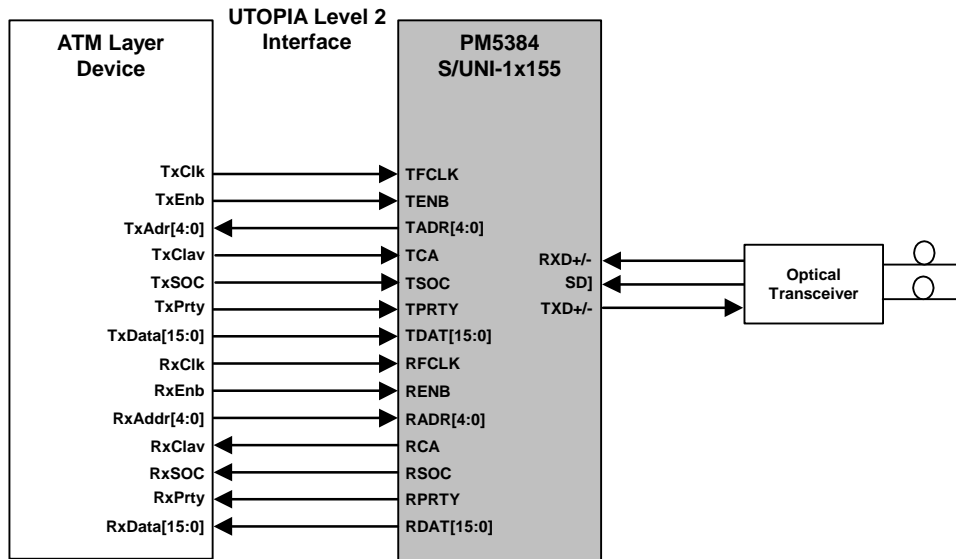 UTOPIA Level 2
Interface
ATM Layer
Device
PM5384
S/UNI-1x155
TxClk
TFCLK
TxEnb
TENB
TxAdr[4:0]
TADR[4:0]
TxClav
TCA
TxSOC
TSOC
TxPrty
TPRTY
TxData[15:0]
TDAT[15:0]
RxClk
RFCLK
RxEnb
RENB
RxAddr[4:0]
RADR[4:0]
RxClav
RCA
RxSOC
RSOC
RxPrty
RPRTY
RxData[15:0]
RDAT[15:0]
RXD+/-
SD]
TXD+/-
Optical
Transceiver